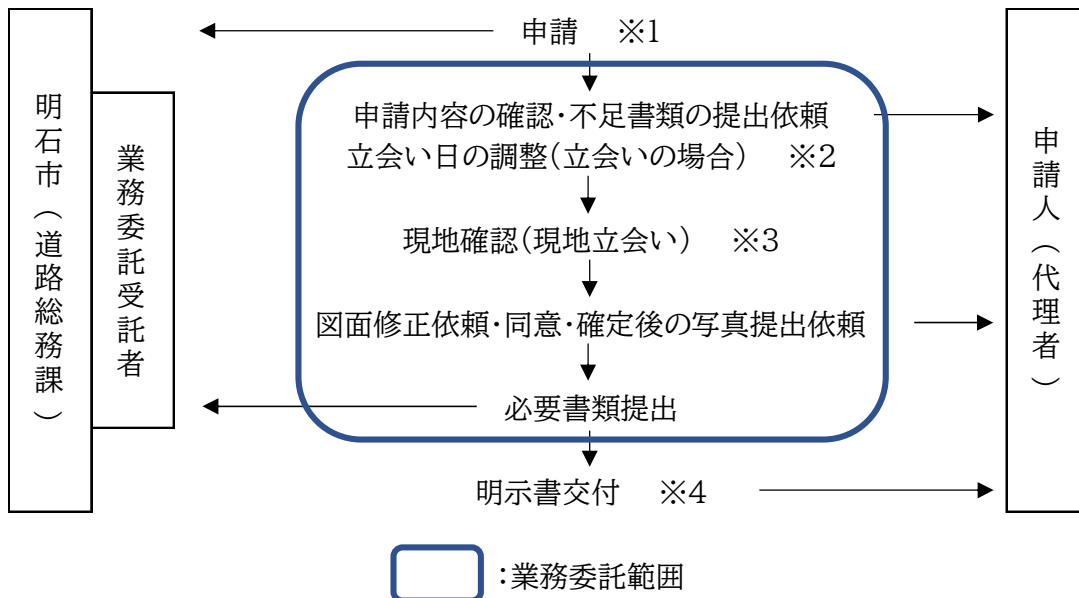 申請　※1
明石市（道路総務課）
業務委託受託者
申請内容の確認・不足書類の提出依頼
立会い日の調整(立会いの場合)　※2
現地確認(現地立会い)　※3
図面修正依頼・同意・確定後の写真提出依頼
必要書類提出
明示書交付　※4
申請人（代理者）
:業務委託範囲